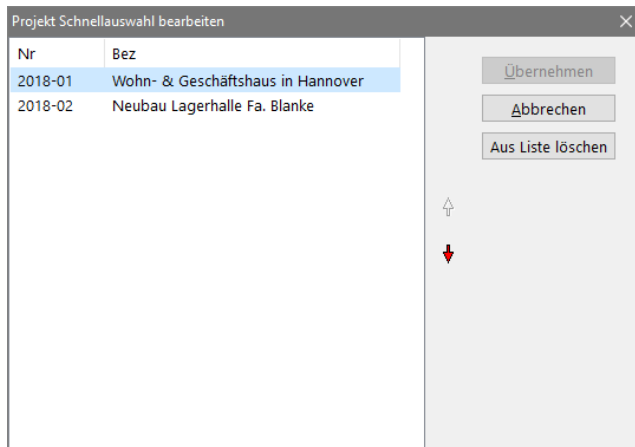 Projekt Schnellauswahl bearbeiten
Nr Bez
2018-01 Wohn- & Geschäftshaus in Hannover
2018-02 Neubau Lagerhalle Fa. Blanke
Übernehmen
Abbrechen
Aus Liste löschen